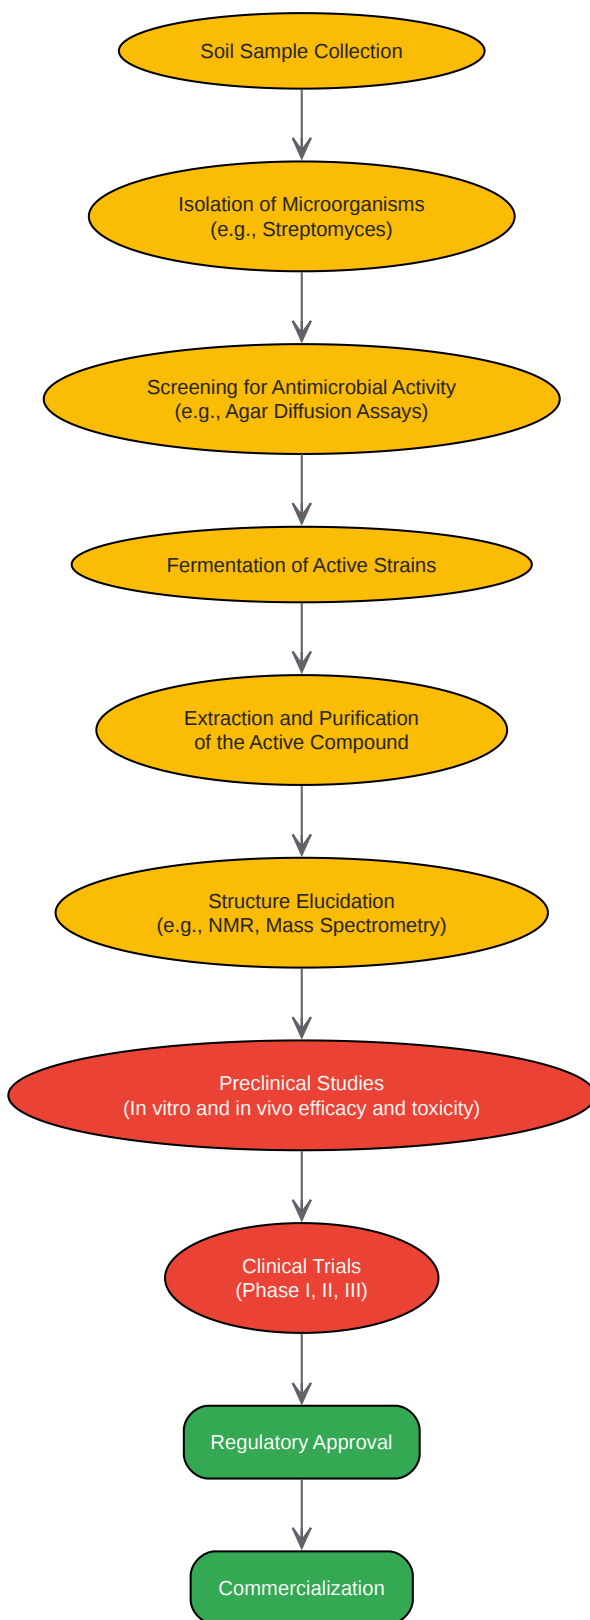 Soil Sample Collection
Isolation of Microorganisms
(e.g., Streptomyces)
Screening for Antimicrobial Activity
(e.g., Agar Diffusion Assays)
Fermentation of Active Strains
Extraction and Purification
of the Active Compound
Structure Elucidation
(e.g., NMR, Mass Spectrometry)
Preclinical Studies
(In vitro and in vivo efficacy and toxicity)
Clinical Trials
(Phase I, II, III)
Regulatory Approval
Commercialization